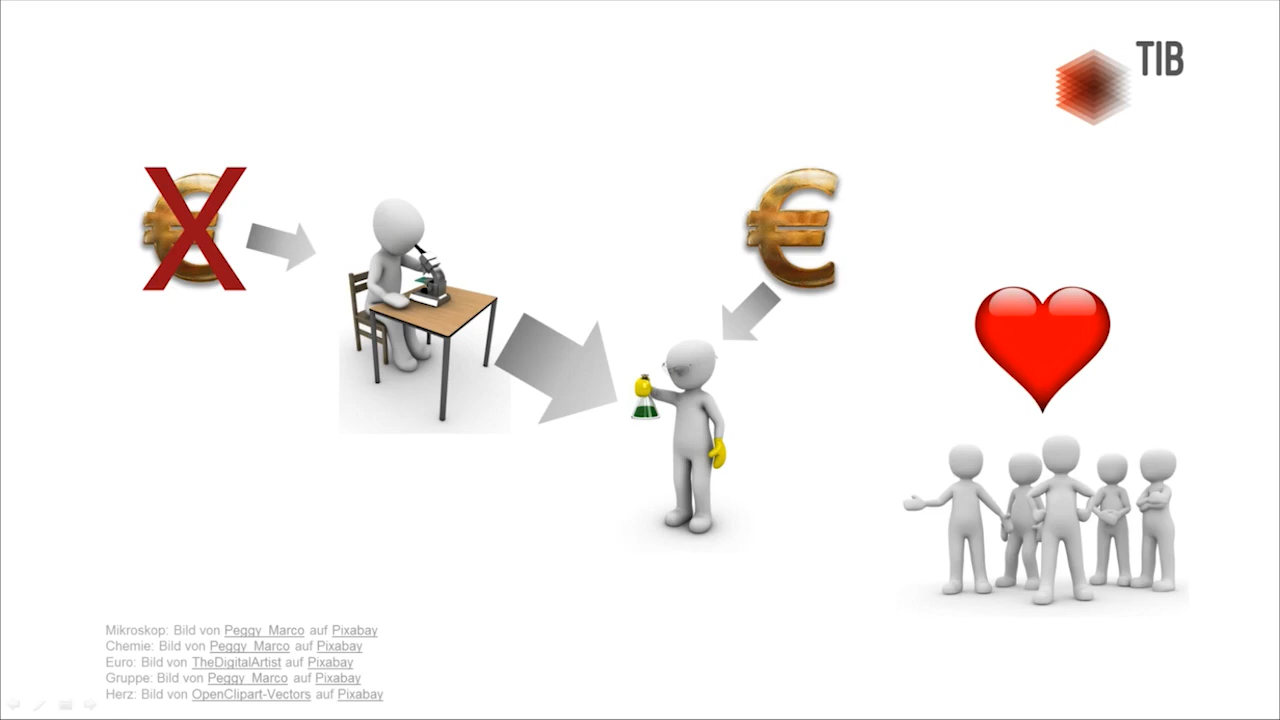 TIB
Mikroskop: Bild von Peggy_Marco auf Pixabay
Chemie: Bild von Peggy_Marco auf Pixabay
Euro: Bild von TheDigitalArtist auf Pixabay
Gruppe: Bild von Peggy_Marco auf Pixabay
Herz: Bild von OpenClipart-Vectors auf Pixabay